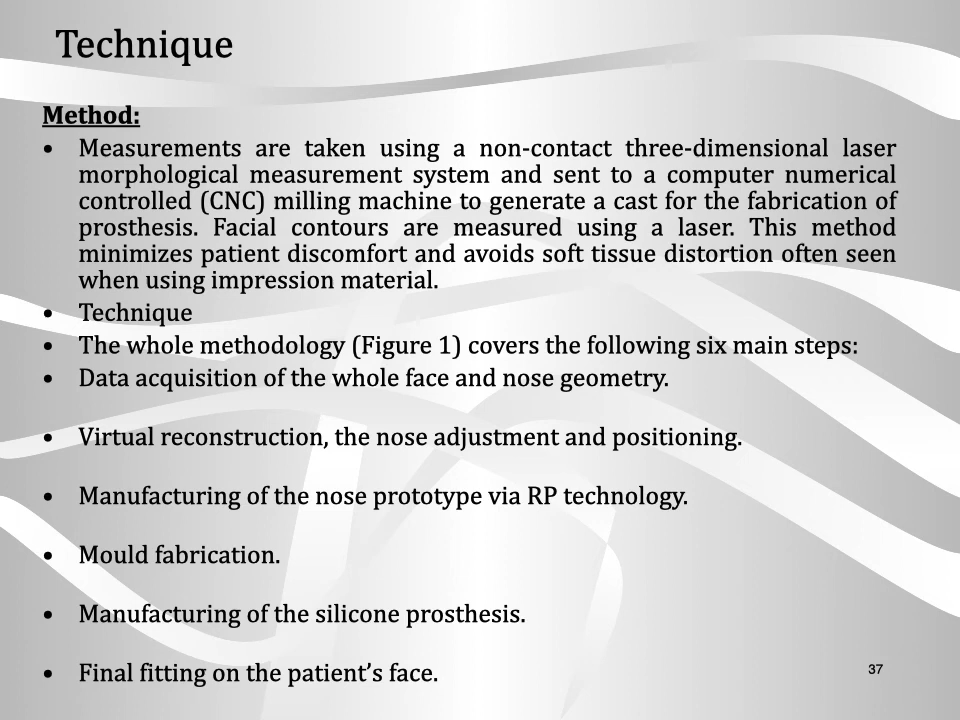 Technique
Method:
• Measurements are taken using a non-contact three-dimensional laser
morphological measurement system and sent to a computer numerical
controlled (CNC) milling machine to generate a cast for the fabrication of
prosthesis. Facial contours are measured using a laser. This method
minimizes patient discomfort and avoids soft tissue distortion often seen
when using impression material.
• Technique
• The whole methodology (Figure 1) covers the following six main steps:
• Data acquisition of the whole face and nose geometry.
• Virtual reconstruction, the nose adjustment and positioning.
• Manufacturing of the nose prototype via RP technology.
• Mould fabrication.
• Manufacturing of the silicone prosthesis.
• Final fitting on the patient’s face.
37